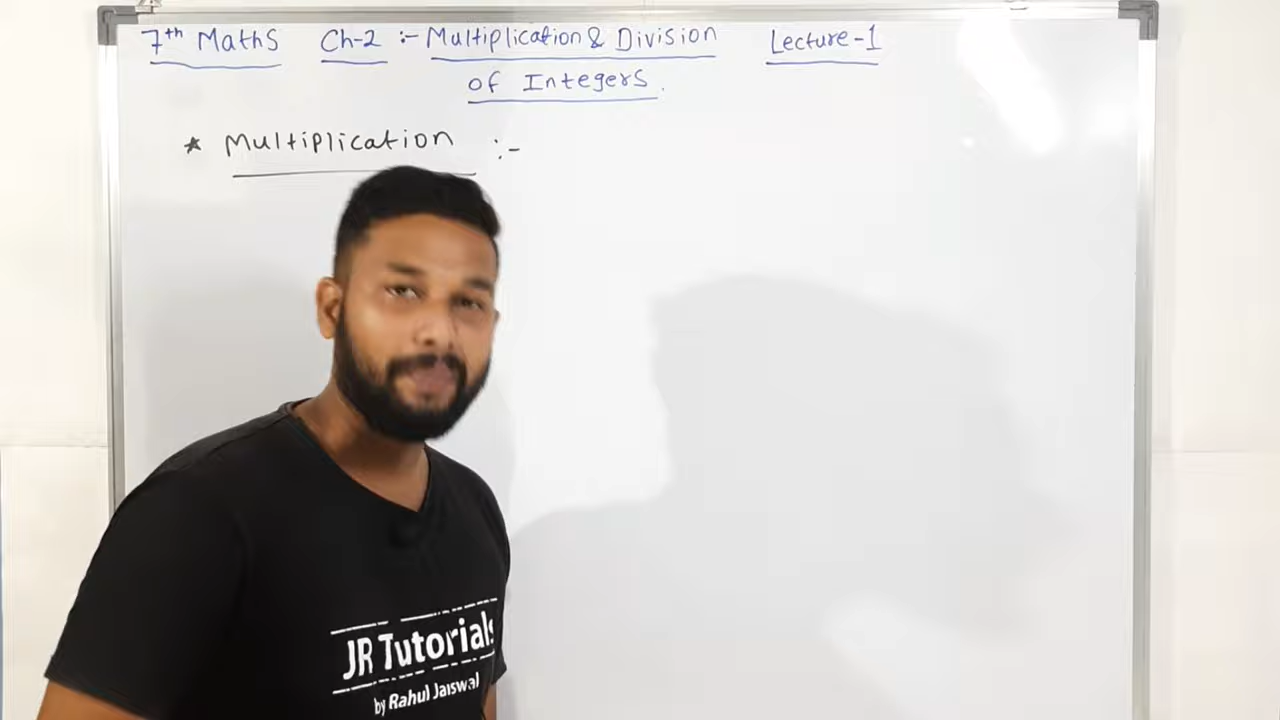 7th Maths Ch-2 :- Multiplication & Division Lecture-1
of Integers.
* Multiplication :-
JR Tutorials
by Rahul Jaiswal